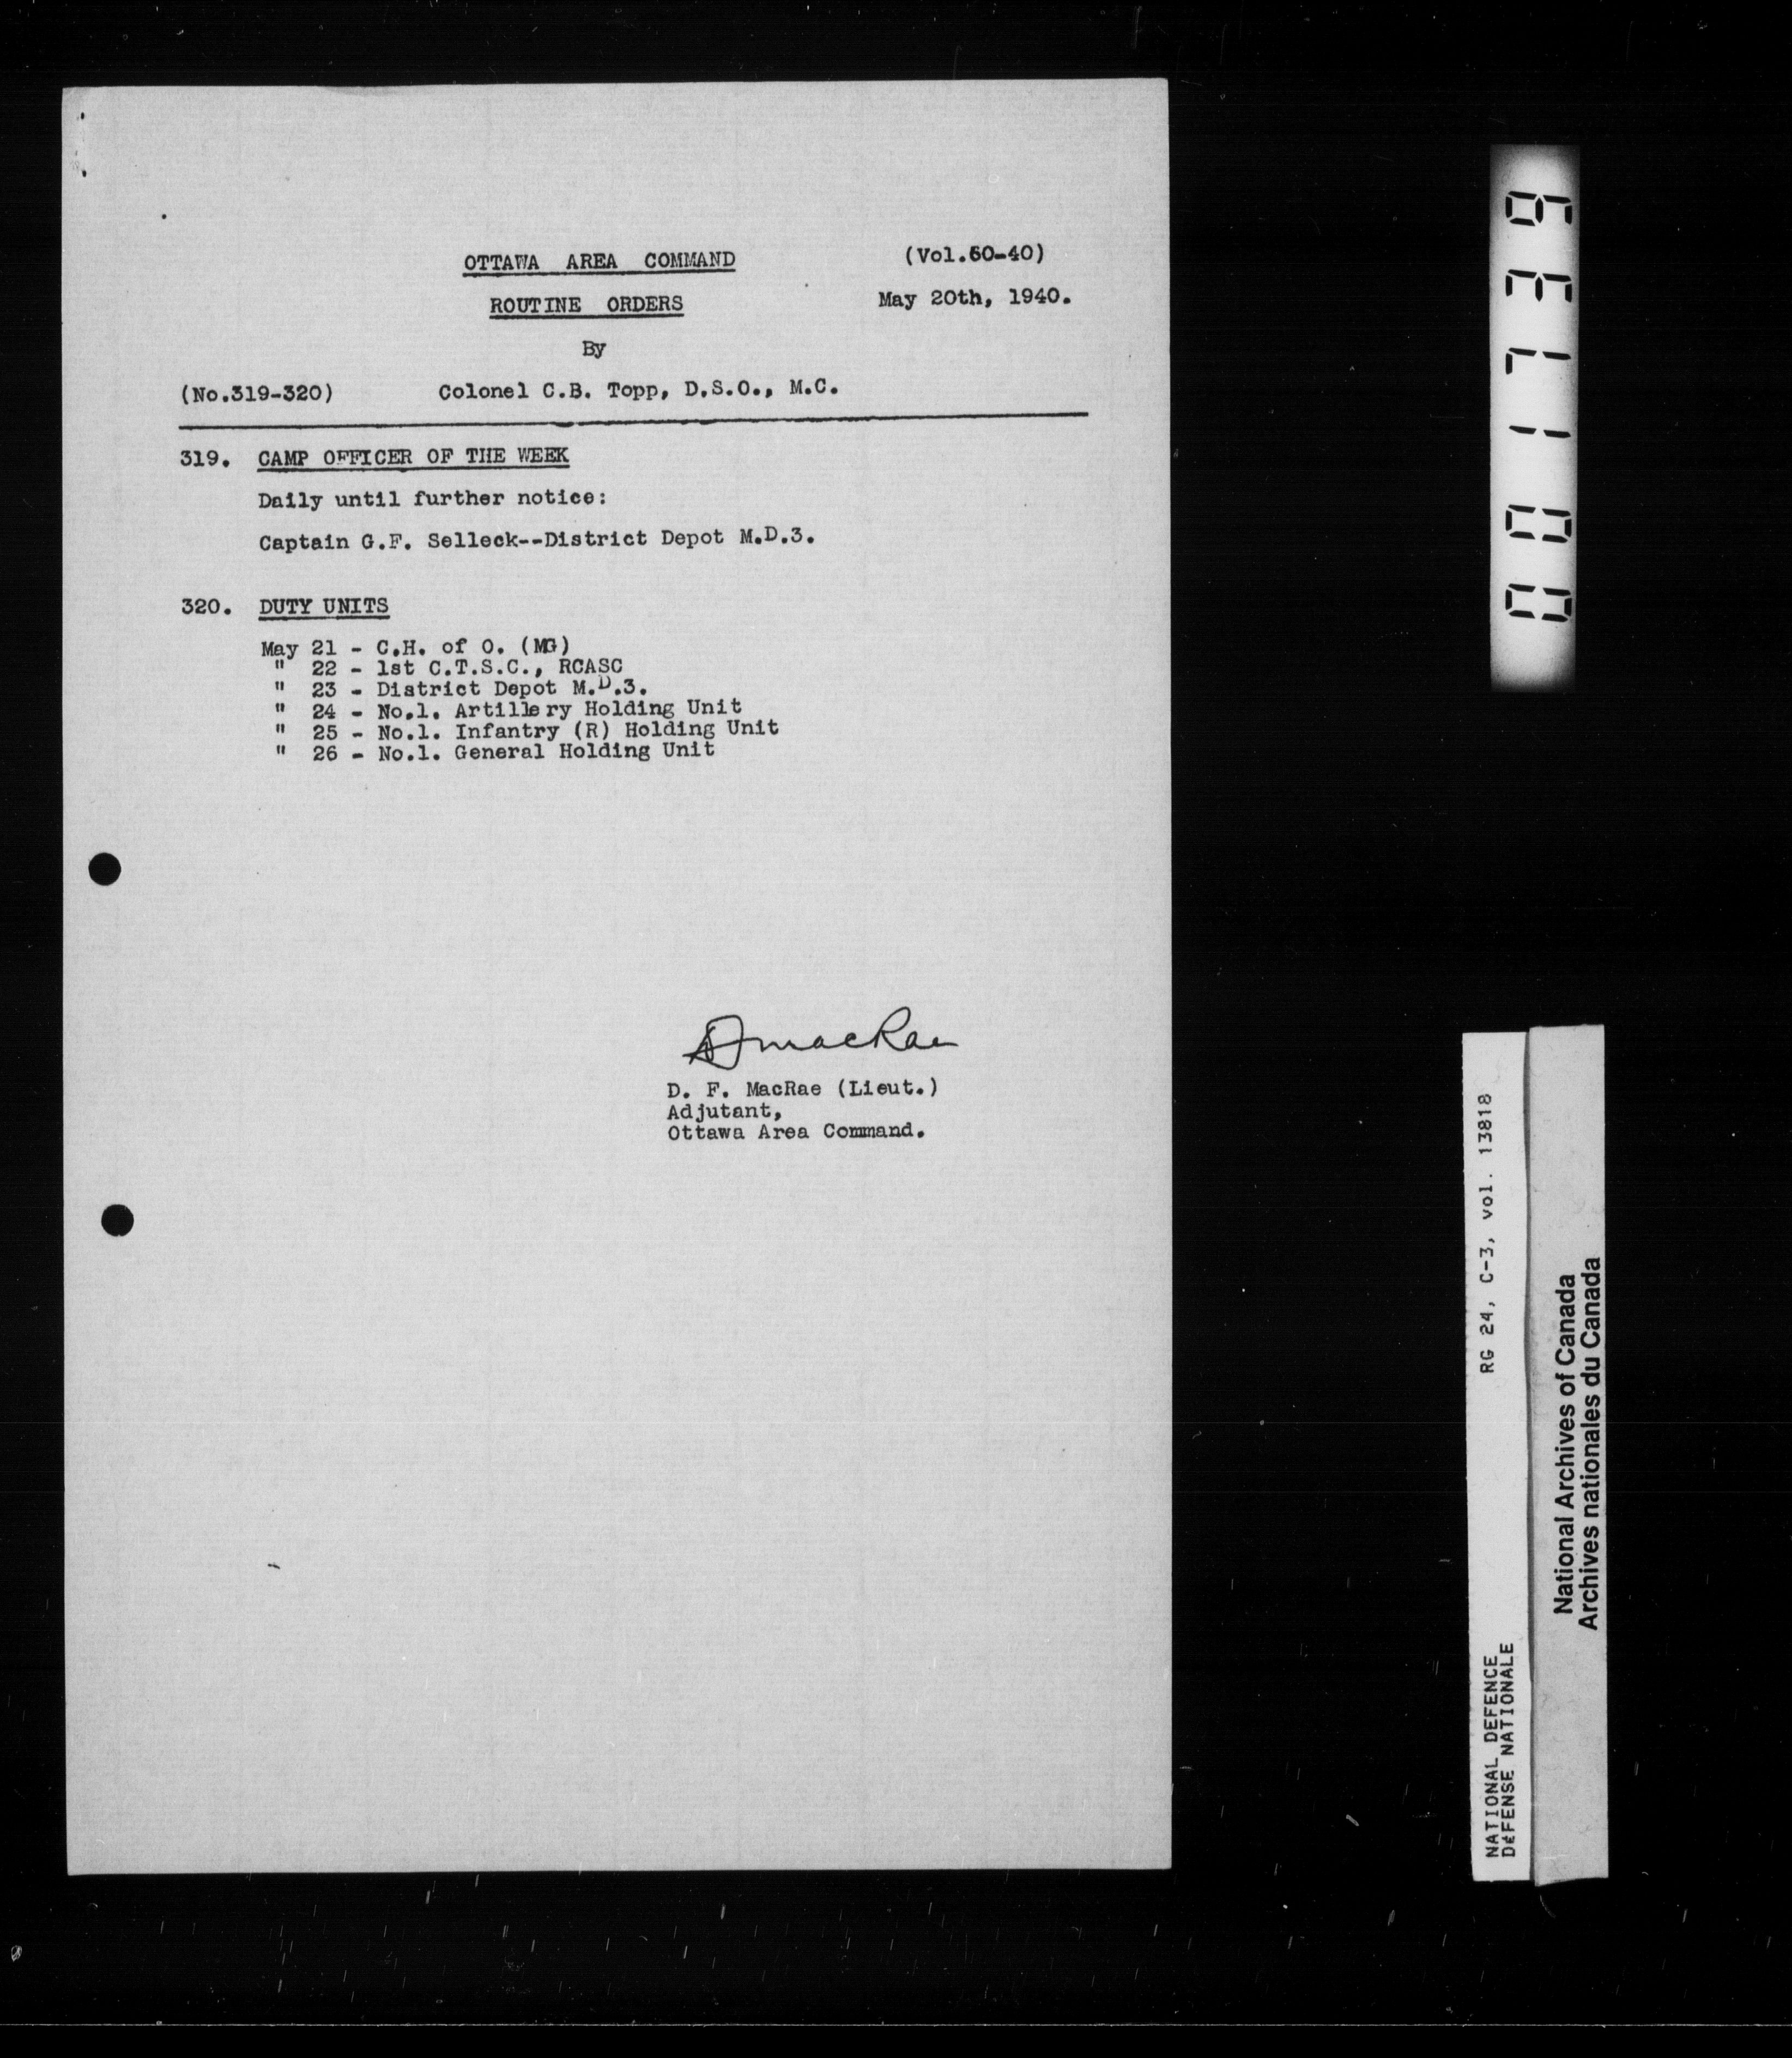 OTTAWA AREA COMMAND
(Vol.60-40)
ROUTINE ORDERS
May 20th, 1940.
By
(No.319-320) Colonel C.B. Topp, D.S.O., M.C.
319. CAMP OFFICER OF THE WEEK
Daily until further notice:
Captain G.F. Selleck--District Depot M.D.3.
320. DUTY UNITS
May 21 - C.H. of O. (MG)
" 22 - 1st C.T.S.C., RCASC
" 23 - District Depot M.D.3.
" 24 - No.1. Artillery Holding Unit
" 25 - No.1. Infantry (R) Holding Unit
" 26 - No.1. General Holding Unit
DFmacRae
D. F. MacRae (Lieut.)
Adjutant,
Ottawa Area Command.
001739
NATIONAL DEFENCE RG 24, C-3, vol. 13818
DéFENSE NATIONALE
National Archives of Canada
Archives nationales du Canada